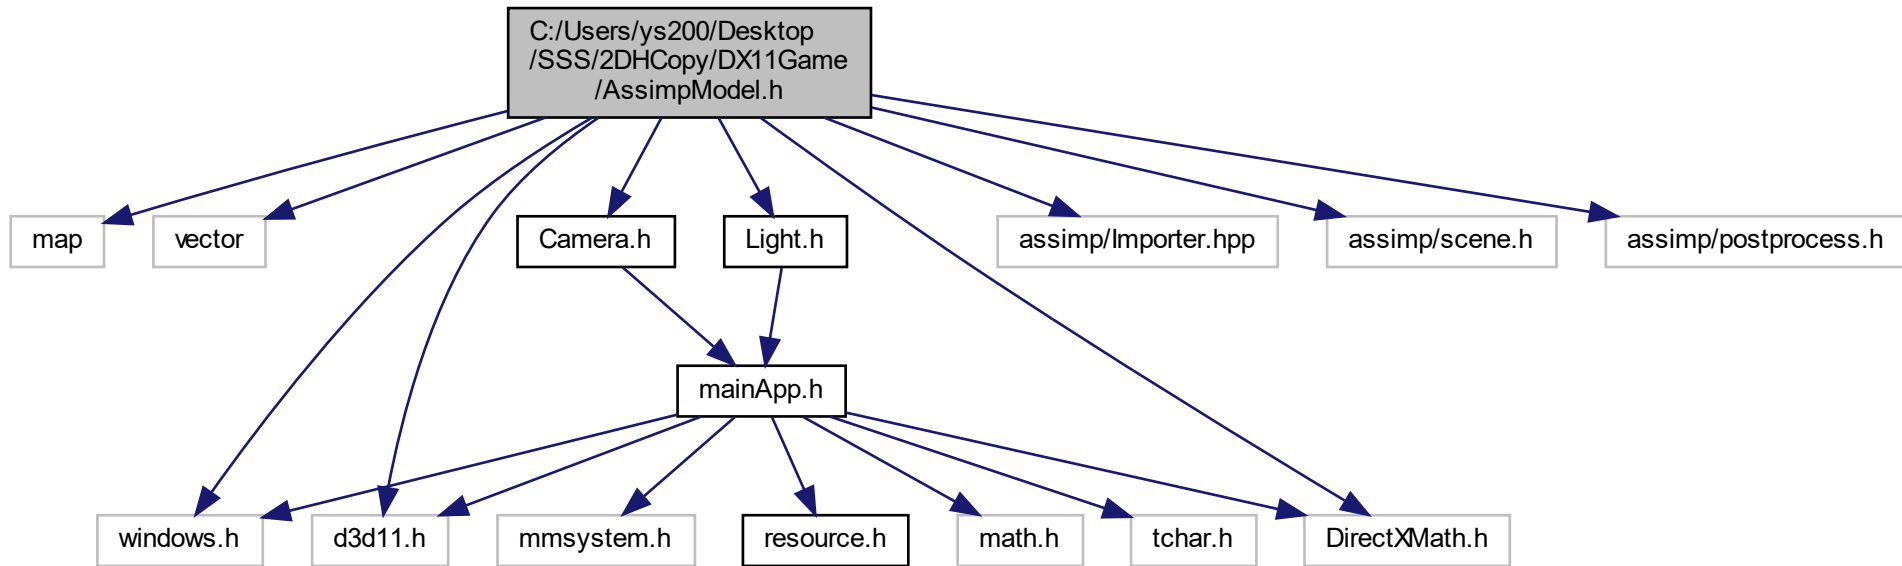 C:/Users/ys200/Desktop
/SSS/2DHCopy/DX11Game
/AssimpModel.h
map
vector
Camera.h
Light.h
assimp/Importer.hpp
assimp/scene.h
assimp/postprocess.h
mainApp.h
windows.h
d3d11.h
mmsystem.h
resource.h
math.h
tchar.h
DirectXMath.h